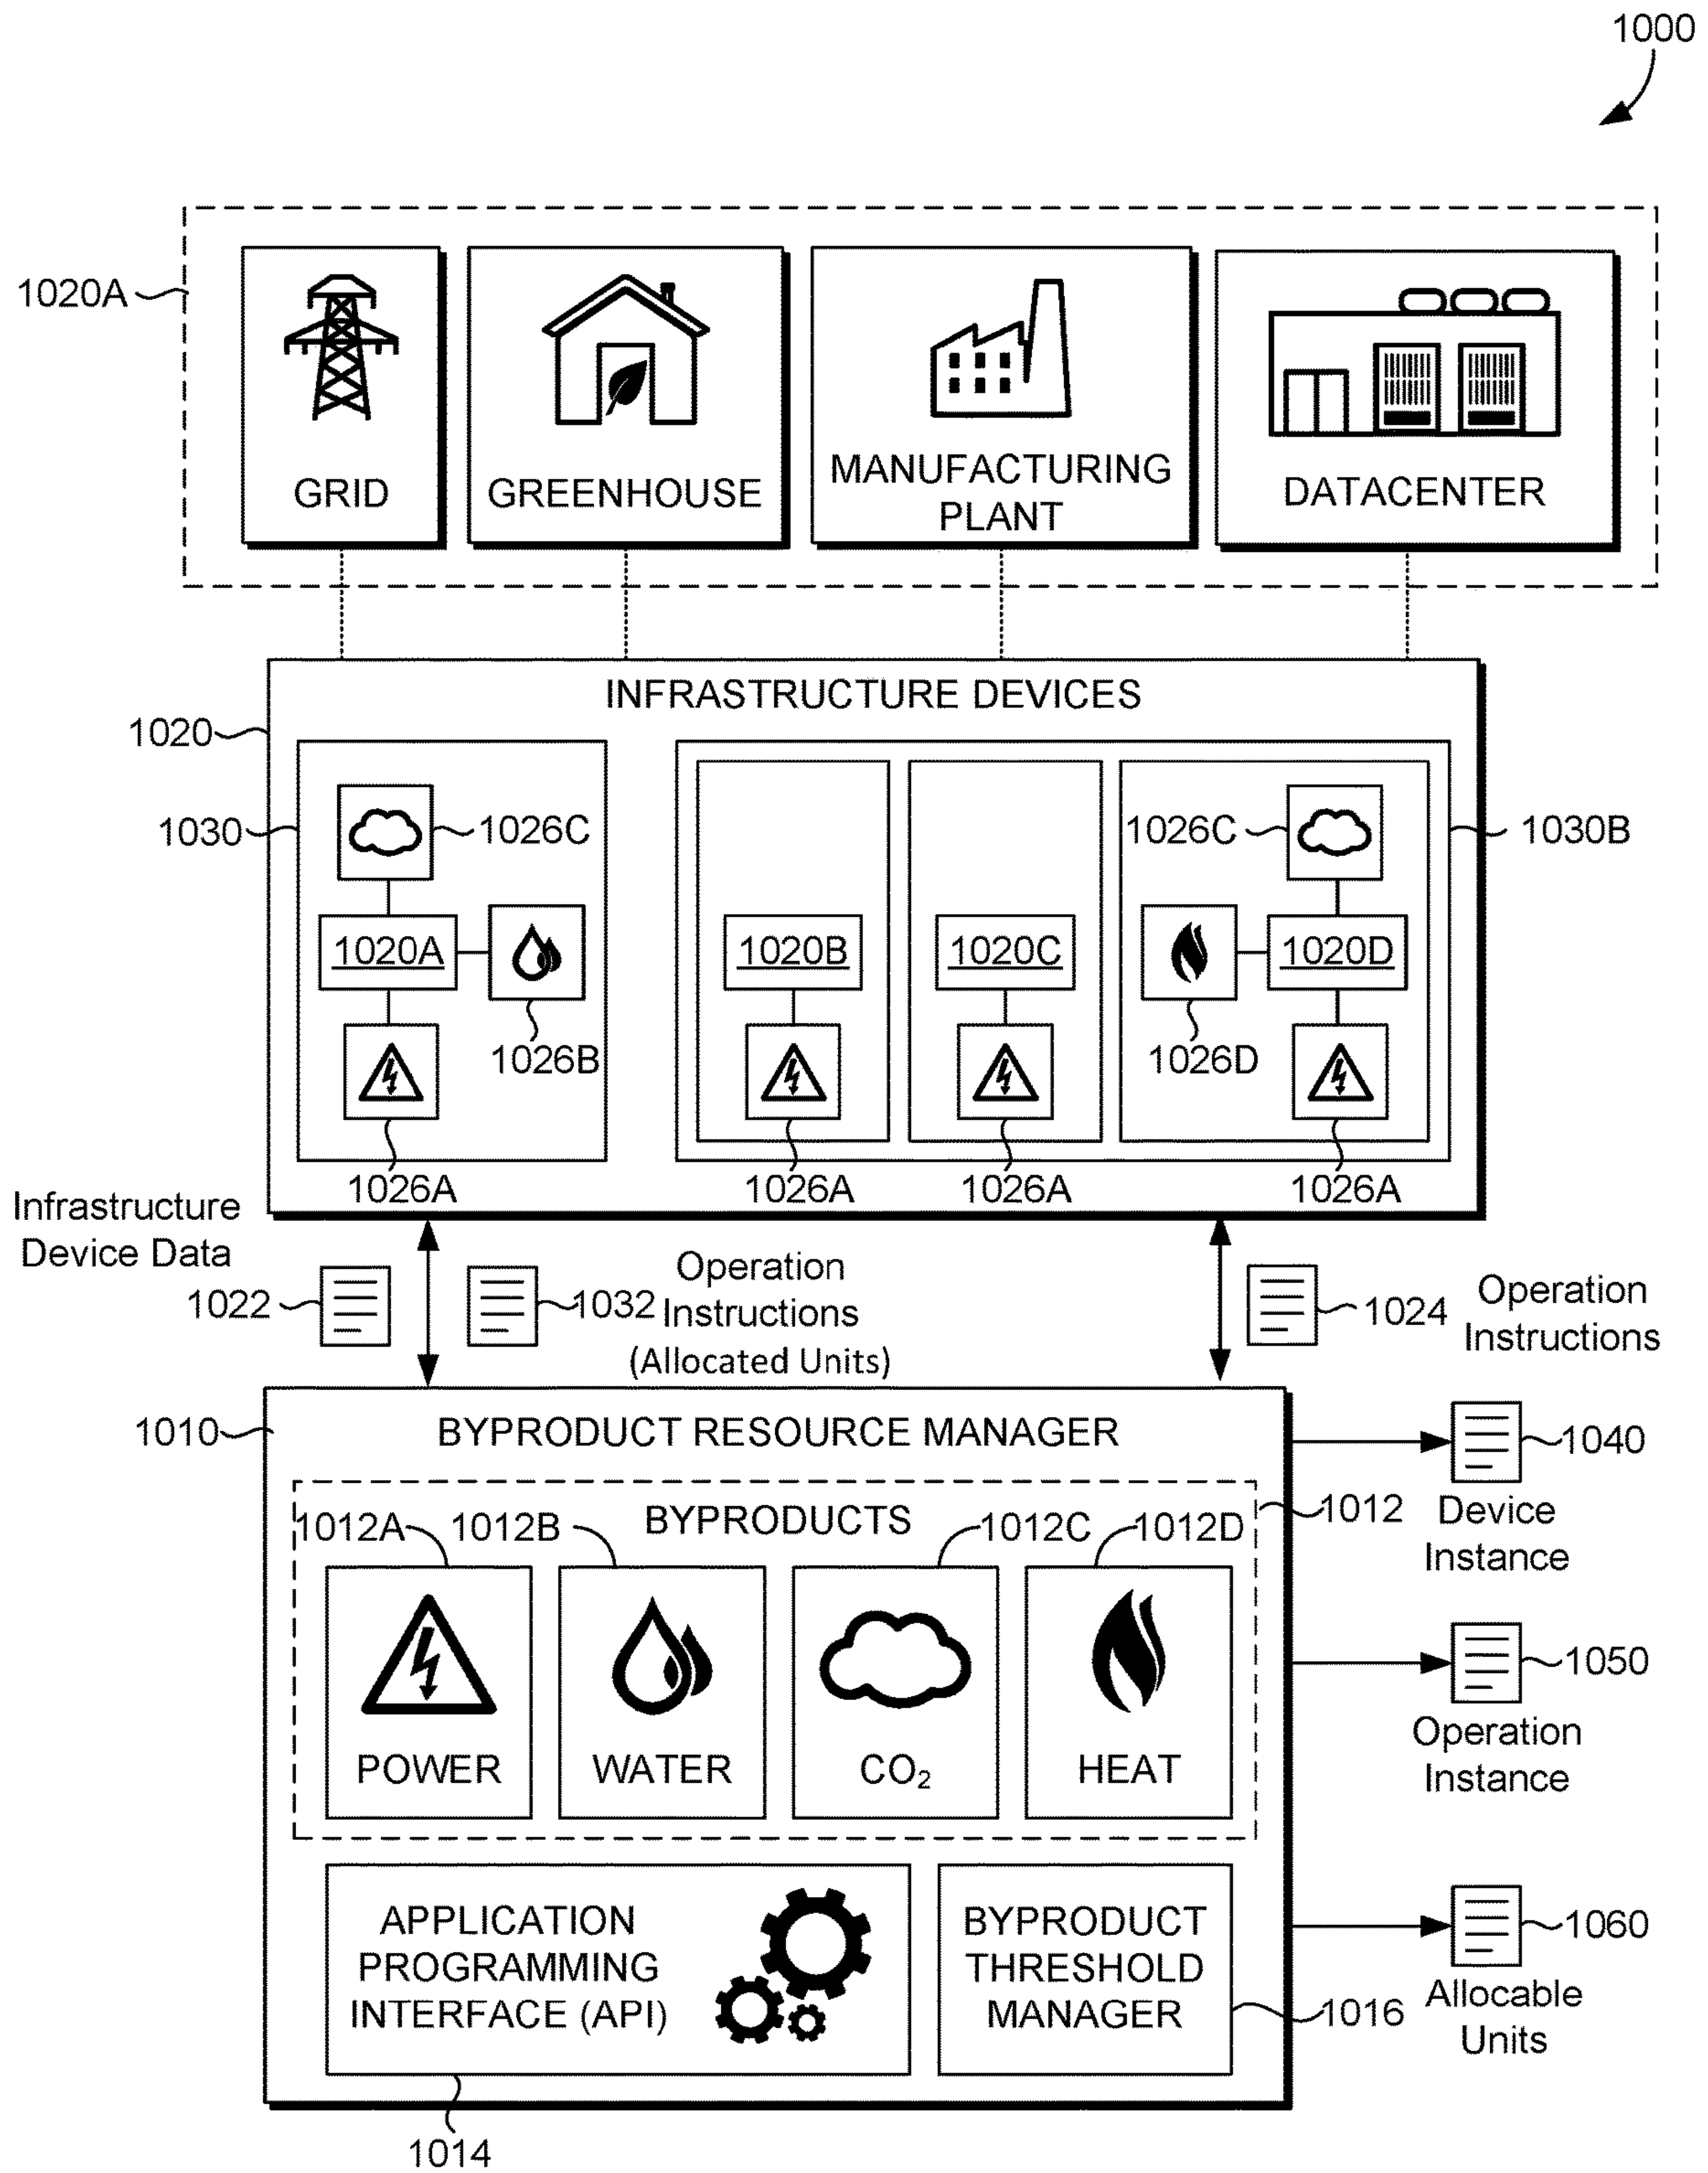 1000
1020A
GRID
GREENHOUSE
MANUFACTURING
PLANT
DATACENTER
INFRASTRUCTURE DEVICES
1020
1030
1026C
1026C
1030B
1020A
1020B
1020C
1020D
1026B
1026D
1026A
1026A
1026A
1026A
Infrastructure
Device Data
1022
1032
Operation
Instructions
(Allocated Units)
1024
Operation
Instructions
1010
BYPRODUCT RESOURCE MANAGER
1040
Device
Instance
1012
BYPRODUCTS
1012A
1012B
1012C
1012D
POWER
WATER
CO₂
HEAT
1050
Operation
Instance
APPLICATION
PROGRAMMING
INTERFACE (API)
BYPRODUCT
THRESHOLD
MANAGER
1060
Allocable
Units
1016
1014